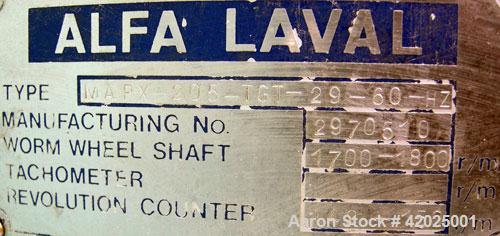 ALFA LAVAL
TYPE MAPX-205-TGT-29-60-HZ
MANUFACTURING NO. 2970510
WORM WHEEL SHAFT 1700-1800 r/m
TACHOMETER r/m
REVOLUTION COUNTER
Aaron Stock # 42025001